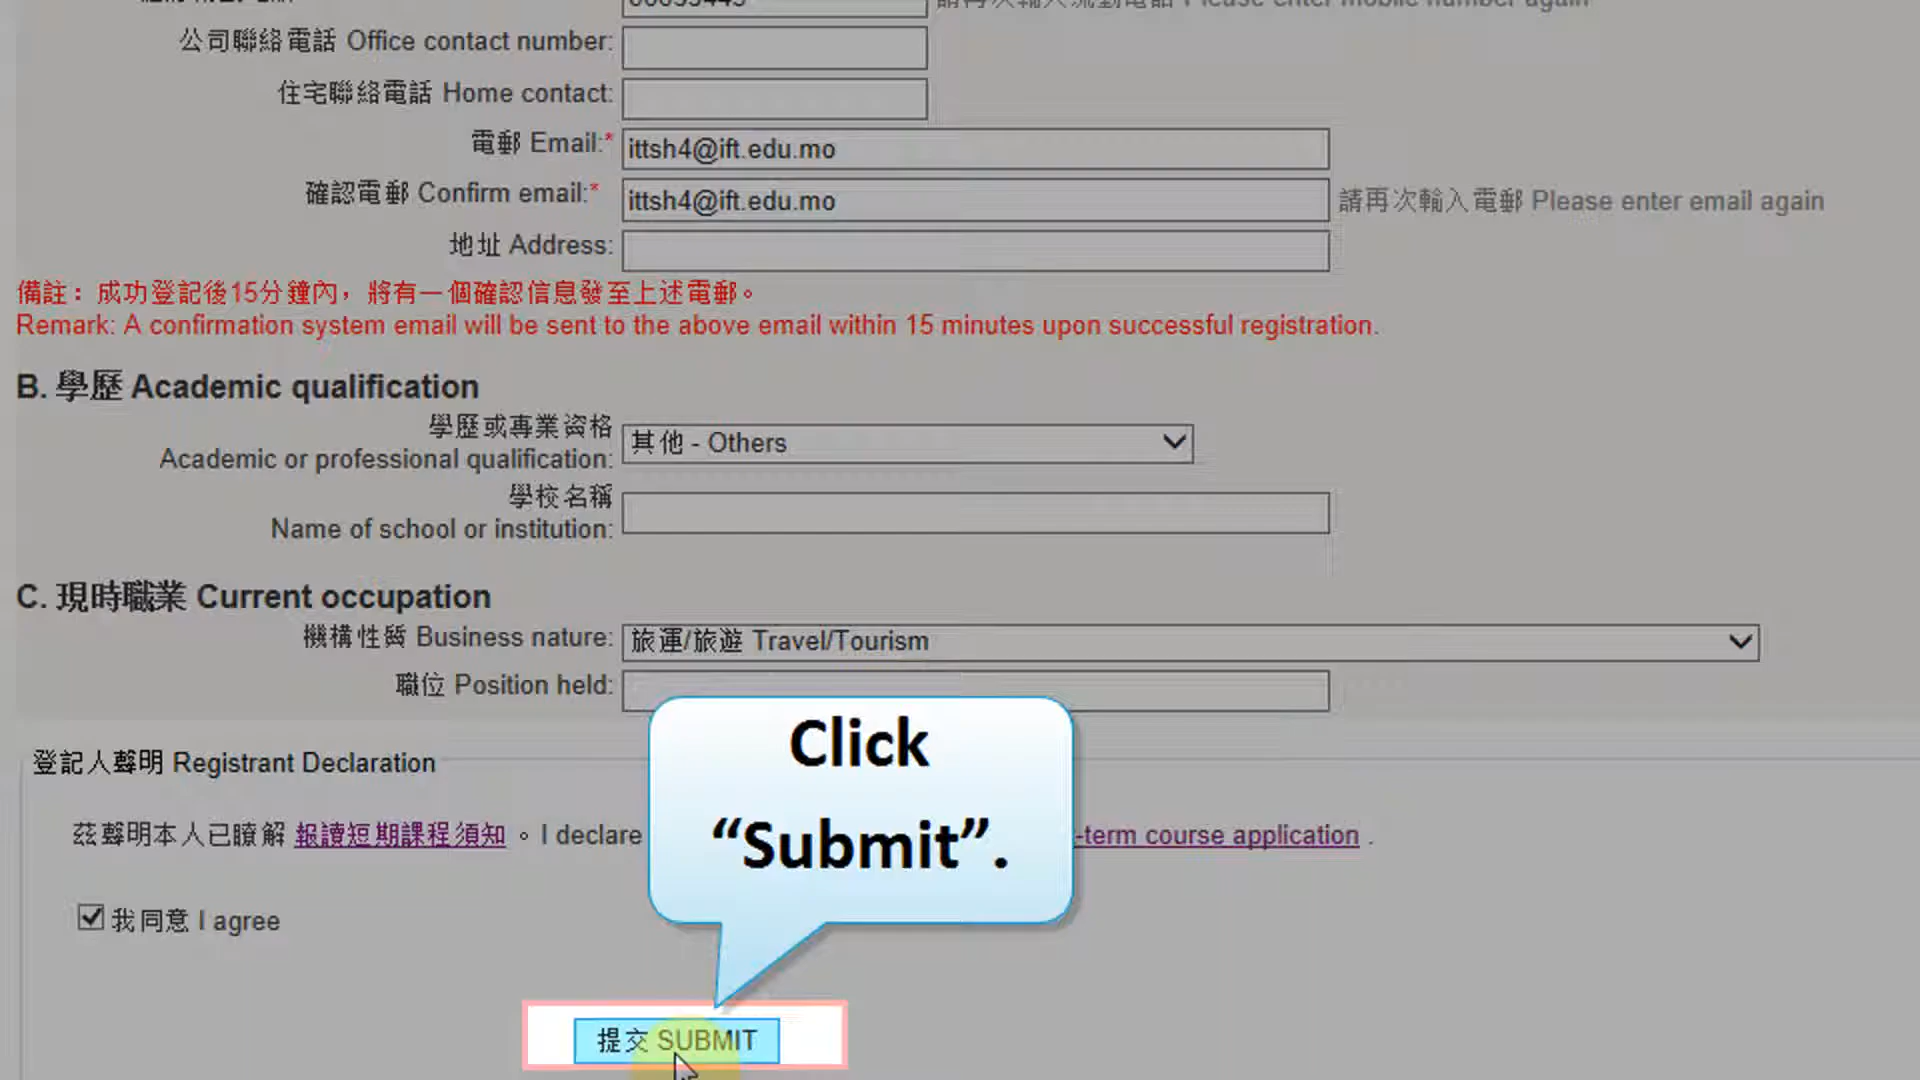 公司聯絡電話 Office contact number:
住宅聯絡電話 Home contact:
電郵 Email:* ittsh4@ift.edu.mo
確認電郵 Confirm email:* ittsh4@ift.edu.mo 請再次輸入電郵 Please enter email again
地址 Address:
備註：成功登記後15分鐘內，將有一個確認信息發至上述電郵。
Remark: A confirmation system email will be sent to the above email within 15 minutes upon successful registration.
B. 學歷 Academic qualification
學歷或專業資格
Academic or professional qualification: 其他 - Others
學校名稱
Name of school or institution:
C. 現時職業 Current occupation
機構性質 Business nature: 旅運/旅遊 Travel/Tourism
職位 Position held:
Click
“Submit”.
登記人聲明 Registrant Declaration
茲聲明本人已瞭解 報讀短期課程須知 。I declare -term course application .
我同意 I agree
提交 SUBMIT